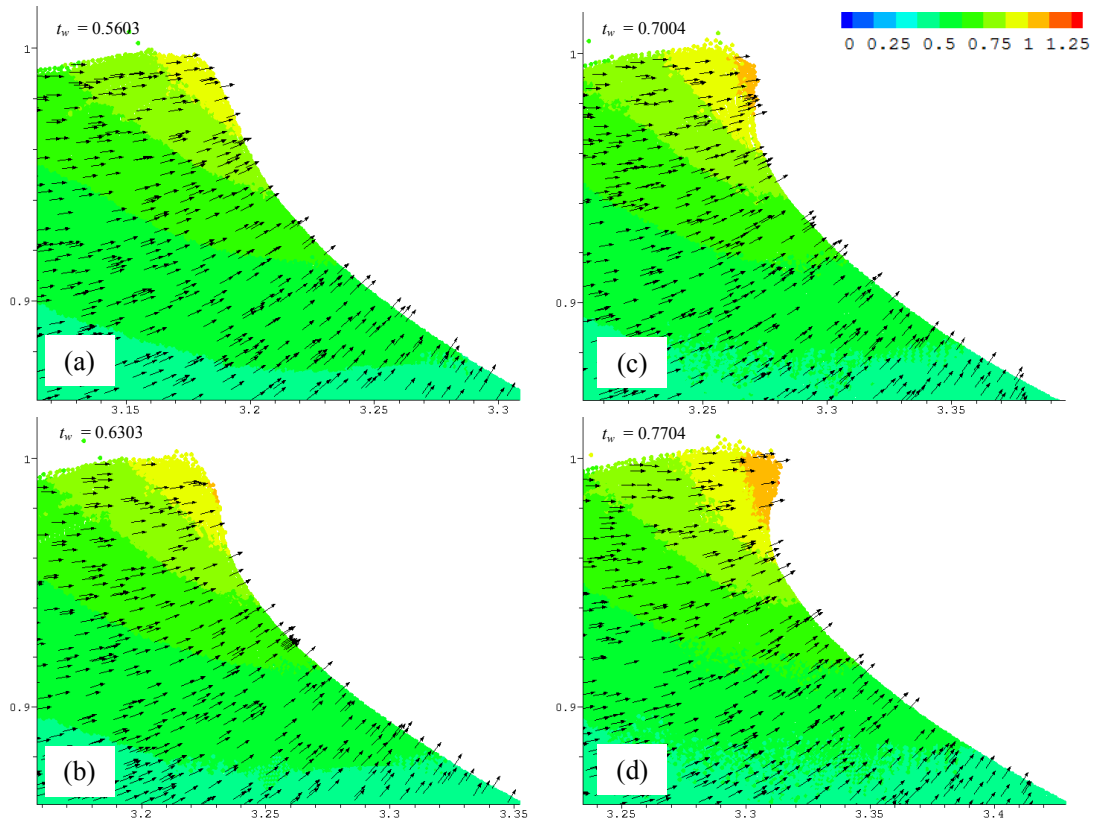 t_w = 0.5603
1
0.9
(a)
3.15 3.2 3.25 3.3
t_w = 0.7004
0 0.25 0.5 0.75 1 1.25
1
0.9
(c)
3.25 3.3 3.35
t_w = 0.6303
1
0.9
(b)
3.2 3.25 3.3 3.35
t_w = 0.7704
1
0.9
(d)
3.25 3.3 3.35 3.4